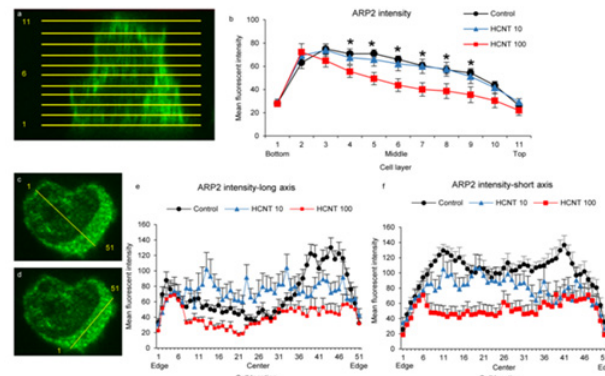 a
11
6
1
b
ARP2 intensity
Control
HCNT 10
HCNT 100
Mean fluorescent intensity
100
80
60
40
20
0
1 2 3 4 5 6 7 8 9 10 11
Bottom Middle Top
Cell layer
* * * * * *
c
1
51
d
51
1
e
ARP2 intensity-long axis
Control HCNT 10 HCNT 100
Mean fluorescent intensity
160
140
120
100
80
60
40
20
0
1 6 11 16 21 26 31 36 41 46 51
Edge Center Edge
f
ARP2 intensity-short axis
Control HCNT 10 HCNT 100
Mean fluorescent intensity
160
140
120
100
80
60
40
20
0
1 6 11 16 21 26 31 36 41 46
Edge Center